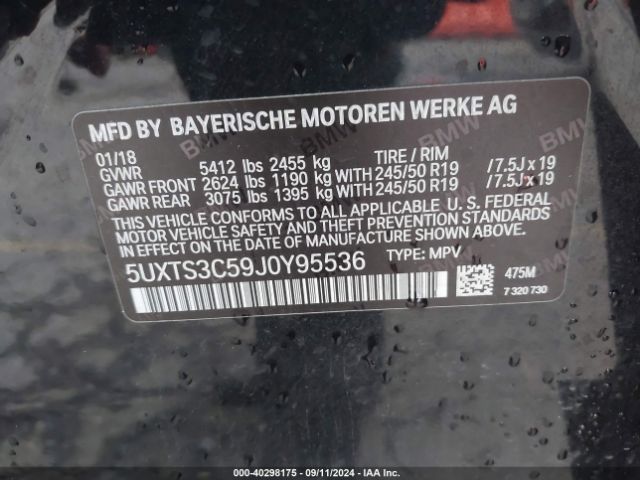 MFD BY BAYERISCHE MOTOREN WERKE AG
01/18 TIRE / RIM
GVWR 5412 lbs 2455 kg
GAWR FRONT 2624 lbs 1190 kg WITH 245/50 R19 /7.5J x 19
GAWR REAR 3075 lbs 1395 kg WITH 245/50 R19 /7.5J x 19
THIS VEHICLE CONFORMS TO ALL APPLICABLE U. S. FEDERAL
MOTOR VEHICLE SAFETY AND THEFT PREVENTION STANDARDS
IN EFFECT ON THE DATE OF MANUFACTURE SHOWN ABOVE.
5UXTS3C59J0Y95536 TYPE: MPV
475M
7 320 730
000-40298175 - 09/11/2024 - IAA Inc.